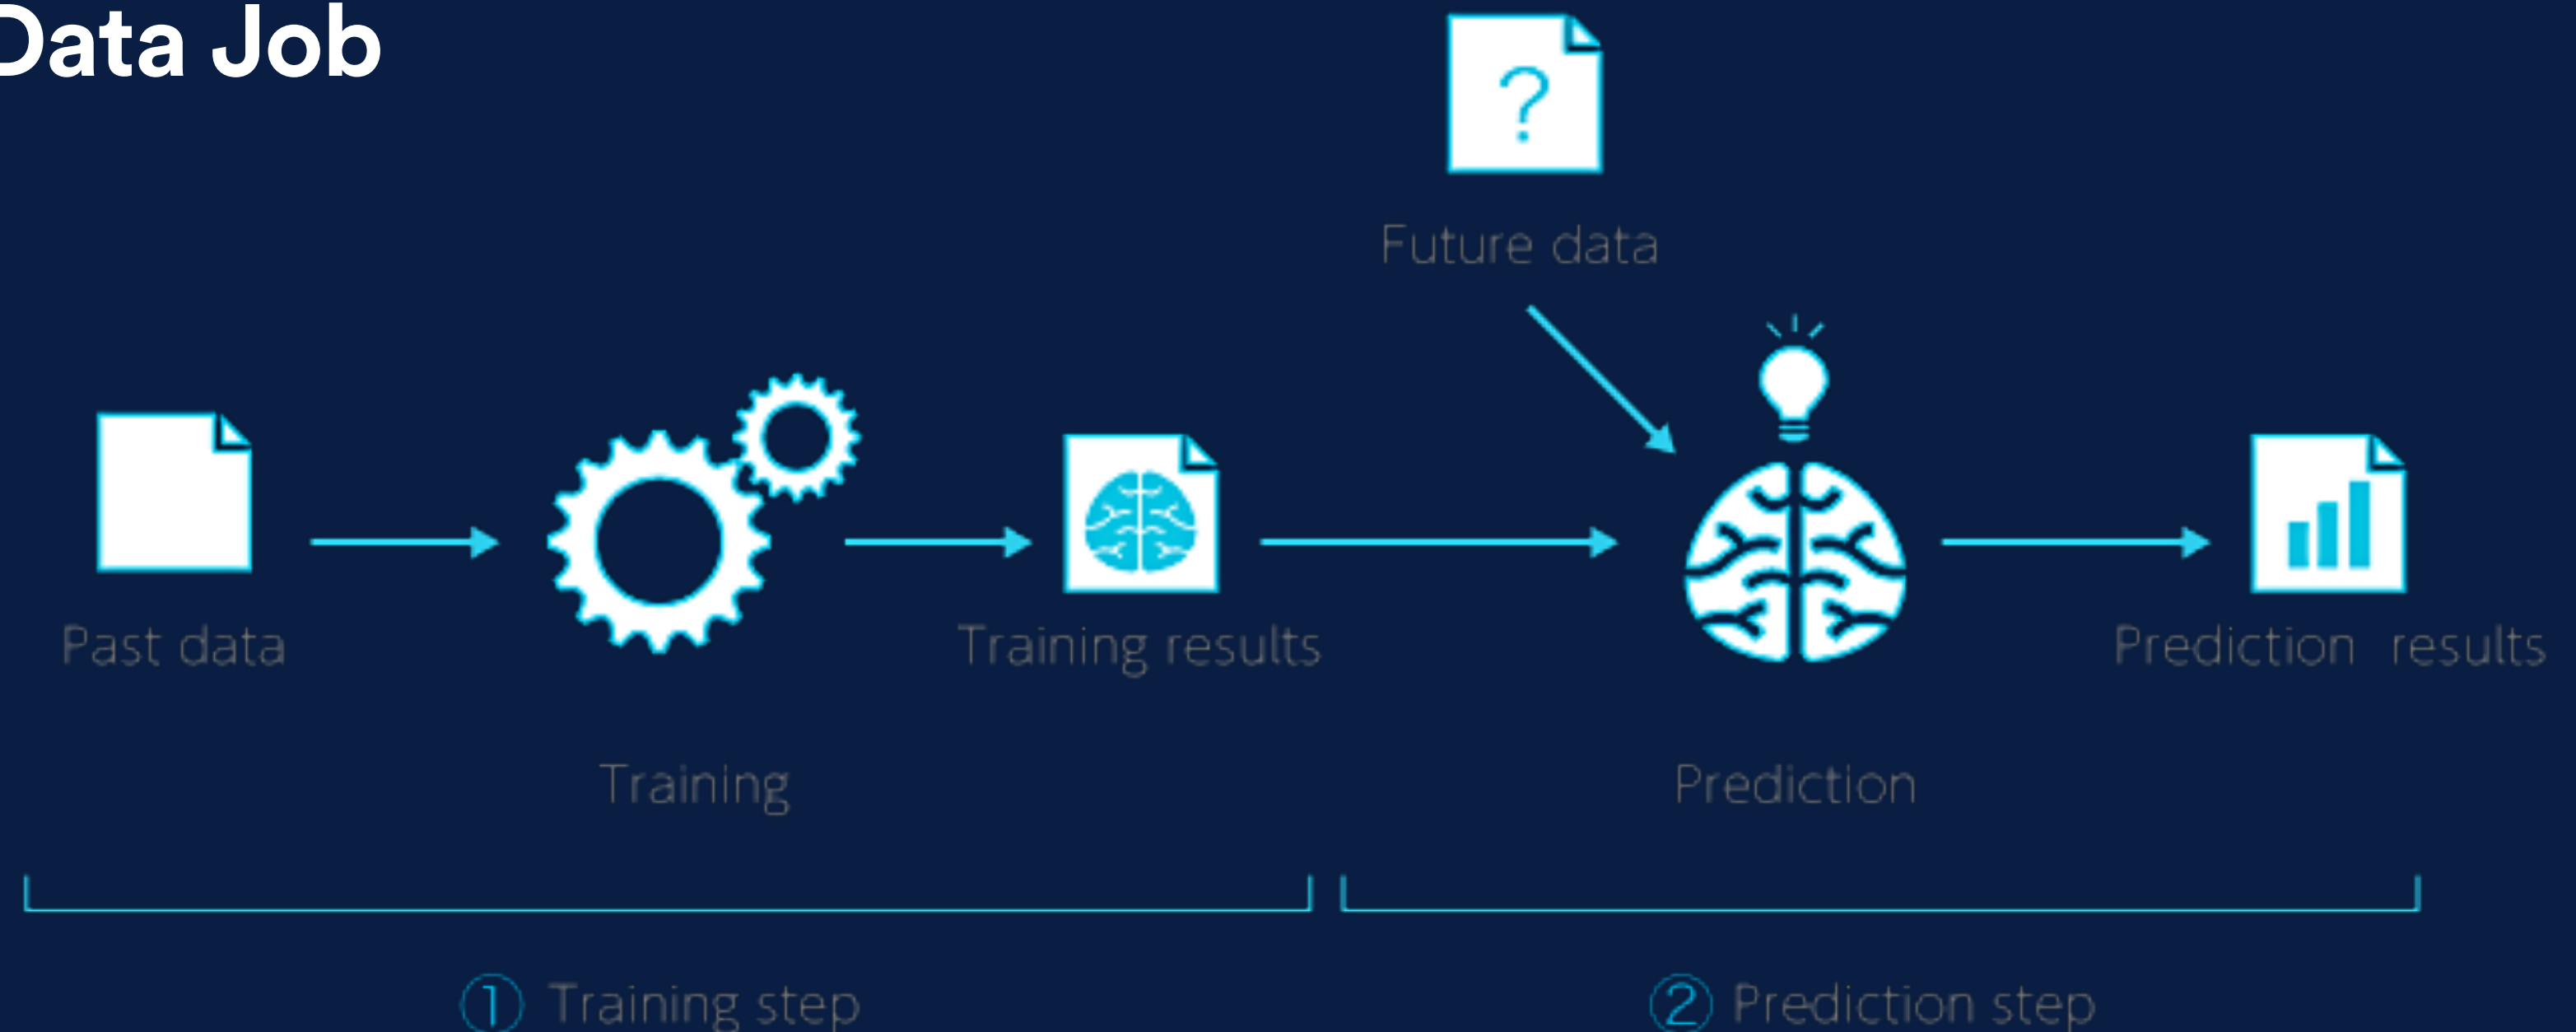 Data Job
?
Future data
Past data
Training results
Prediction results
Training
Prediction
① Training step
② Prediction step